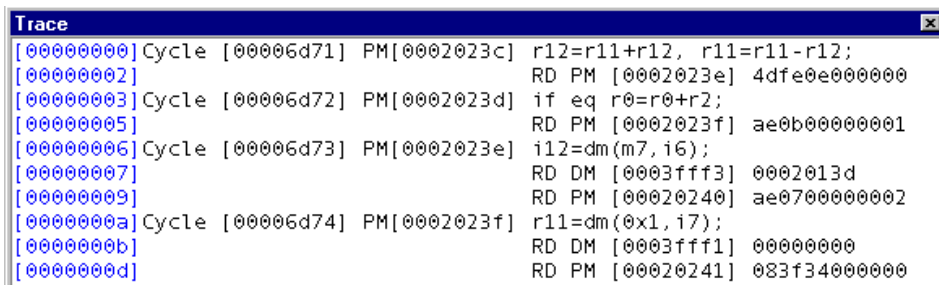 Trace
[00000000]Cycle [00006d71] PM[0002023c] r12=r11+r12, r11=r11-r12;
[00000002] RD PM [0002023e] 4dfe0e000000
[00000003]Cycle [00006d72] PM[0002023d] if eq r0=r0+r2;
[00000005] RD PM [0002023f] ae0b00000001
[00000006]Cycle [00006d73] PM[0002023e] i12=dm(m7,i6);
[00000007] RD DM [0003fff3] 0002013d
[00000009] RD PM [00020240] ae0700000002
[0000000a]Cycle [00006d74] PM[0002023f] r11=dm(0x1,i7);
[0000000b] RD DM [0003fff1] 00000000
[0000000d] RD PM [00020241] 083f34000000